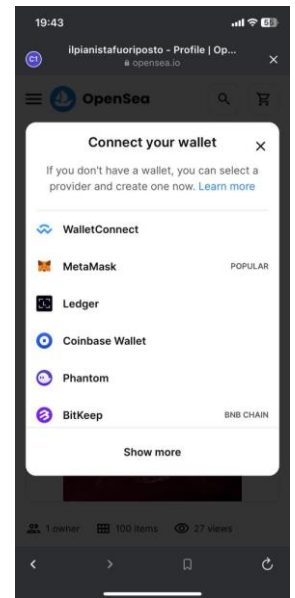 19:43
ilpianistafuoriposto - Profile | Op...
opensea.io
OpenSea
Connect your wallet
If you don't have a wallet, you can select a
provider and create one now. Learn more
WalletConnect
MetaMask POPULAR
Ledger
Coinbase Wallet
Phantom
BitKeep BNB CHAIN
Show more
1 owner 100 items 27 views